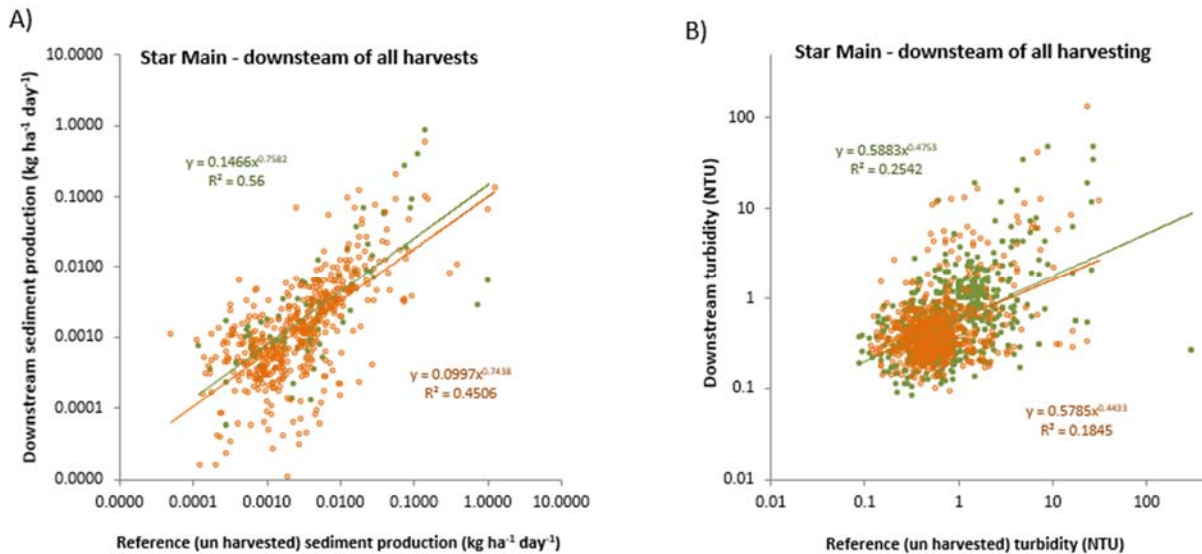 A)
Star Main - downsteam of all harvests
10.0000
1.0000
0.1000
0.0100
0.0010
0.0001
0.0000
Downstream sediment production (kg ha⁻¹ day⁻¹)
y = 0.1466x^0.7582
R² = 0.56
y = 0.0997x^0.7438
R² = 0.4506
0.0000 0.0001 0.0010 0.0100 0.1000 1.0000 10.0000
Reference (un harvested) sediment production (kg ha⁻¹ day⁻¹)
B)
Star Main - downsteam of all harvesting
100
10
1
0.1
0.01
Downstream turbidity (NTU)
y = 0.5883x^0.4753
R² = 0.2542
y = 0.5785x^0.4433
R² = 0.1845
0.01 0.1 1 10 100
Reference (un harvested) turbidity (NTU)